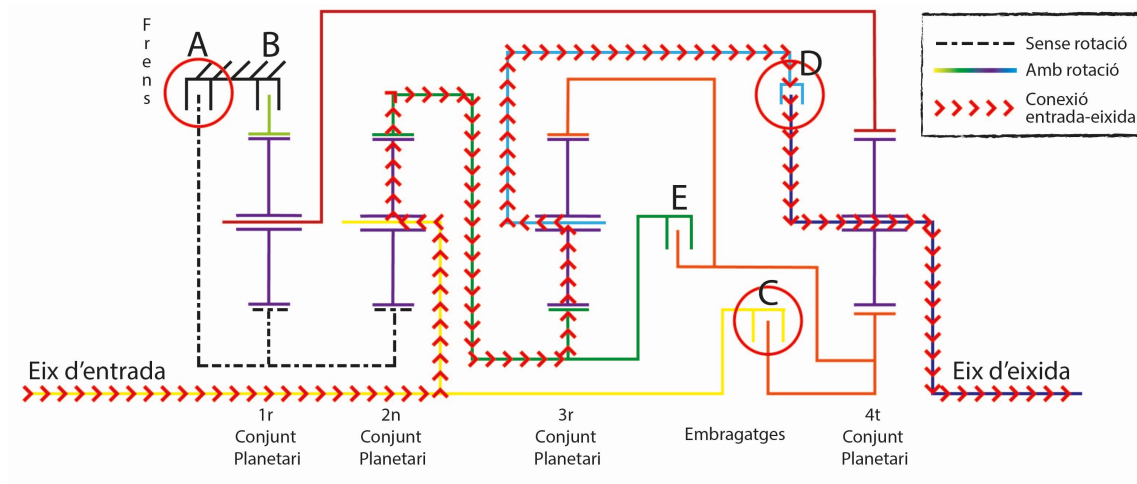 Frens
A
B
D
E
C
Sense rotació
Amb rotació
Conexió
entrada-eixida
Eix d'entrada
Eix d'eixida
1r
Conjunt
Planetari
2n
Conjunt
Planetari
3r
Conjunt
Planetari
Embragatges
4t
Conjunt
Planetari